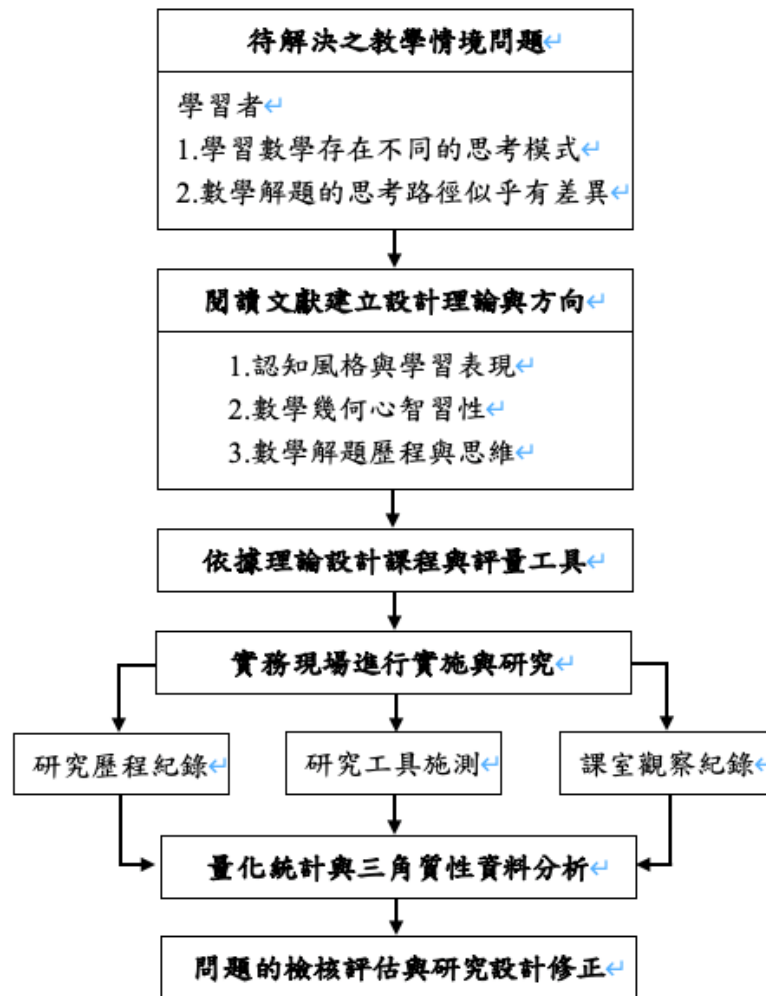 待解決之教學情境問題
學習者
1.學習數學存在不同的思考模式
2.數學解題的思考路徑似乎有差異
閱讀文獻建立設計理論與方向
1.認知風格與學習表現
2.數學幾何心智習性
3.數學解題歷程與思維
依據理論設計課程與評量工具
實務現場進行實施與研究
研究歷程紀錄
研究工具施測
課室觀察紀錄
量化統計與三角質性資料分析
問題的檢核評估與研究設計修正